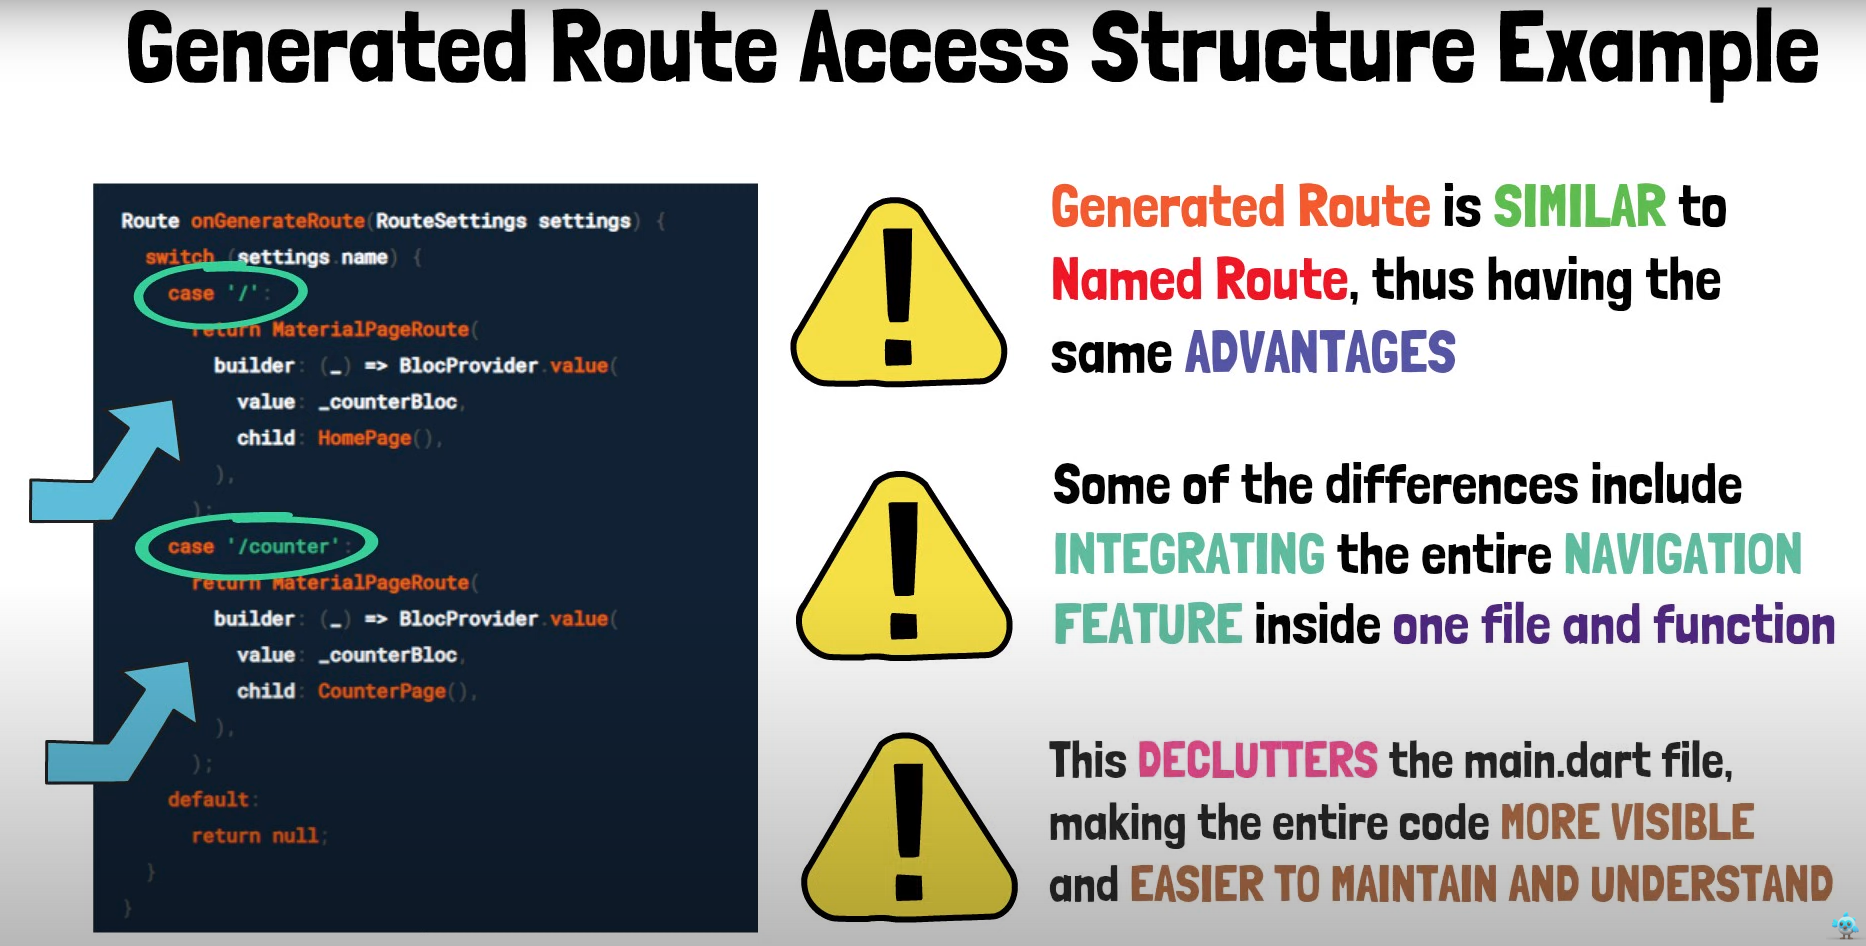 Generated Route Access Structure Example
Route onGenerateRoute(RouteSettings settings) {
switch (settings.name) {
case '/':
return MaterialPageRoute(
builder: (_) => BlocProvider.value(
value: _counterBloc,
child: HomePage(),
),
);
case '/counter':
return MaterialPageRoute(
builder: (_) => BlocProvider.value(
value: _counterBloc,
child: CounterPage(),
),
);
default:
return null;
}
}
Generated Route is SIMILAR to
Named Route, thus having the
same ADVANTAGES
Some of the differences include
INTEGRATING the entire NAVIGATION
FEATURE inside one file and function
This DECLUTTERS the main.dart file,
making the entire code MORE VISIBLE
and EASIER TO MAINTAIN AND UNDERSTAND